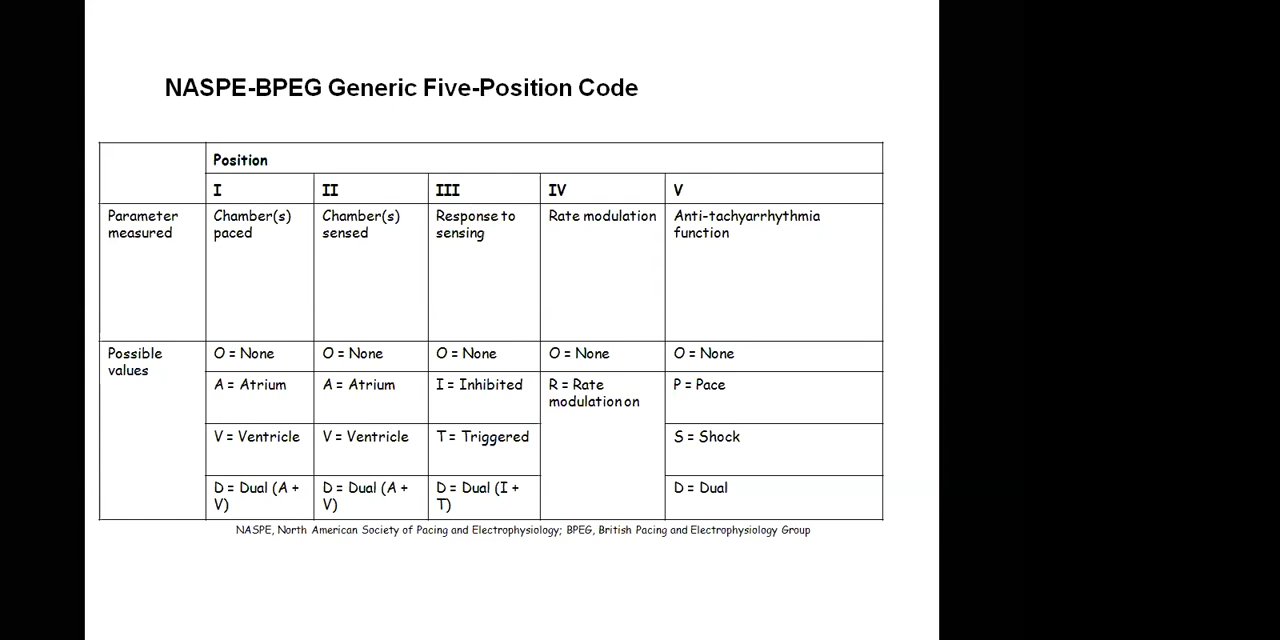 NASPE-BPEG Generic Five-Position Code
Position
I II III IV V
Parameter measured
Chamber(s) paced
Chamber(s) sensed
Response to sensing
Rate modulation
Anti-tachyarrhythmia function
Possible values
O = None O = None O = None O = None O = None
A = Atrium A = Atrium I = Inhibited R = Rate modulation on P = Pace
V = Ventricle V = Ventricle T = Triggered S = Shock
D = Dual (A + V) D = Dual (A + V) D = Dual (I + T) D = Dual
NASPE, North American Society of Pacing and Electrophysiology; BPEG, British Pacing and Electrophysiology Group